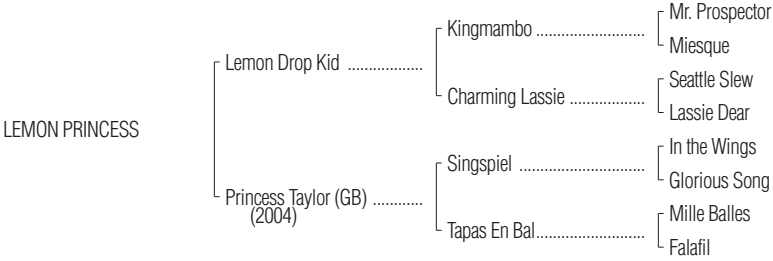 Mr. Prospector
Kingmambo ..........................
Miesque
Lemon Drop Kid ..................
Seattle Slew
Charming Lassie ..................
Lassie Dear
LEMON PRINCESS
In the Wings
Singspiel ..............................
Glorious Song
Princess Taylor (GB) ............
(2004)
Mille Balles
Tapas En Bal..........................
Falafil